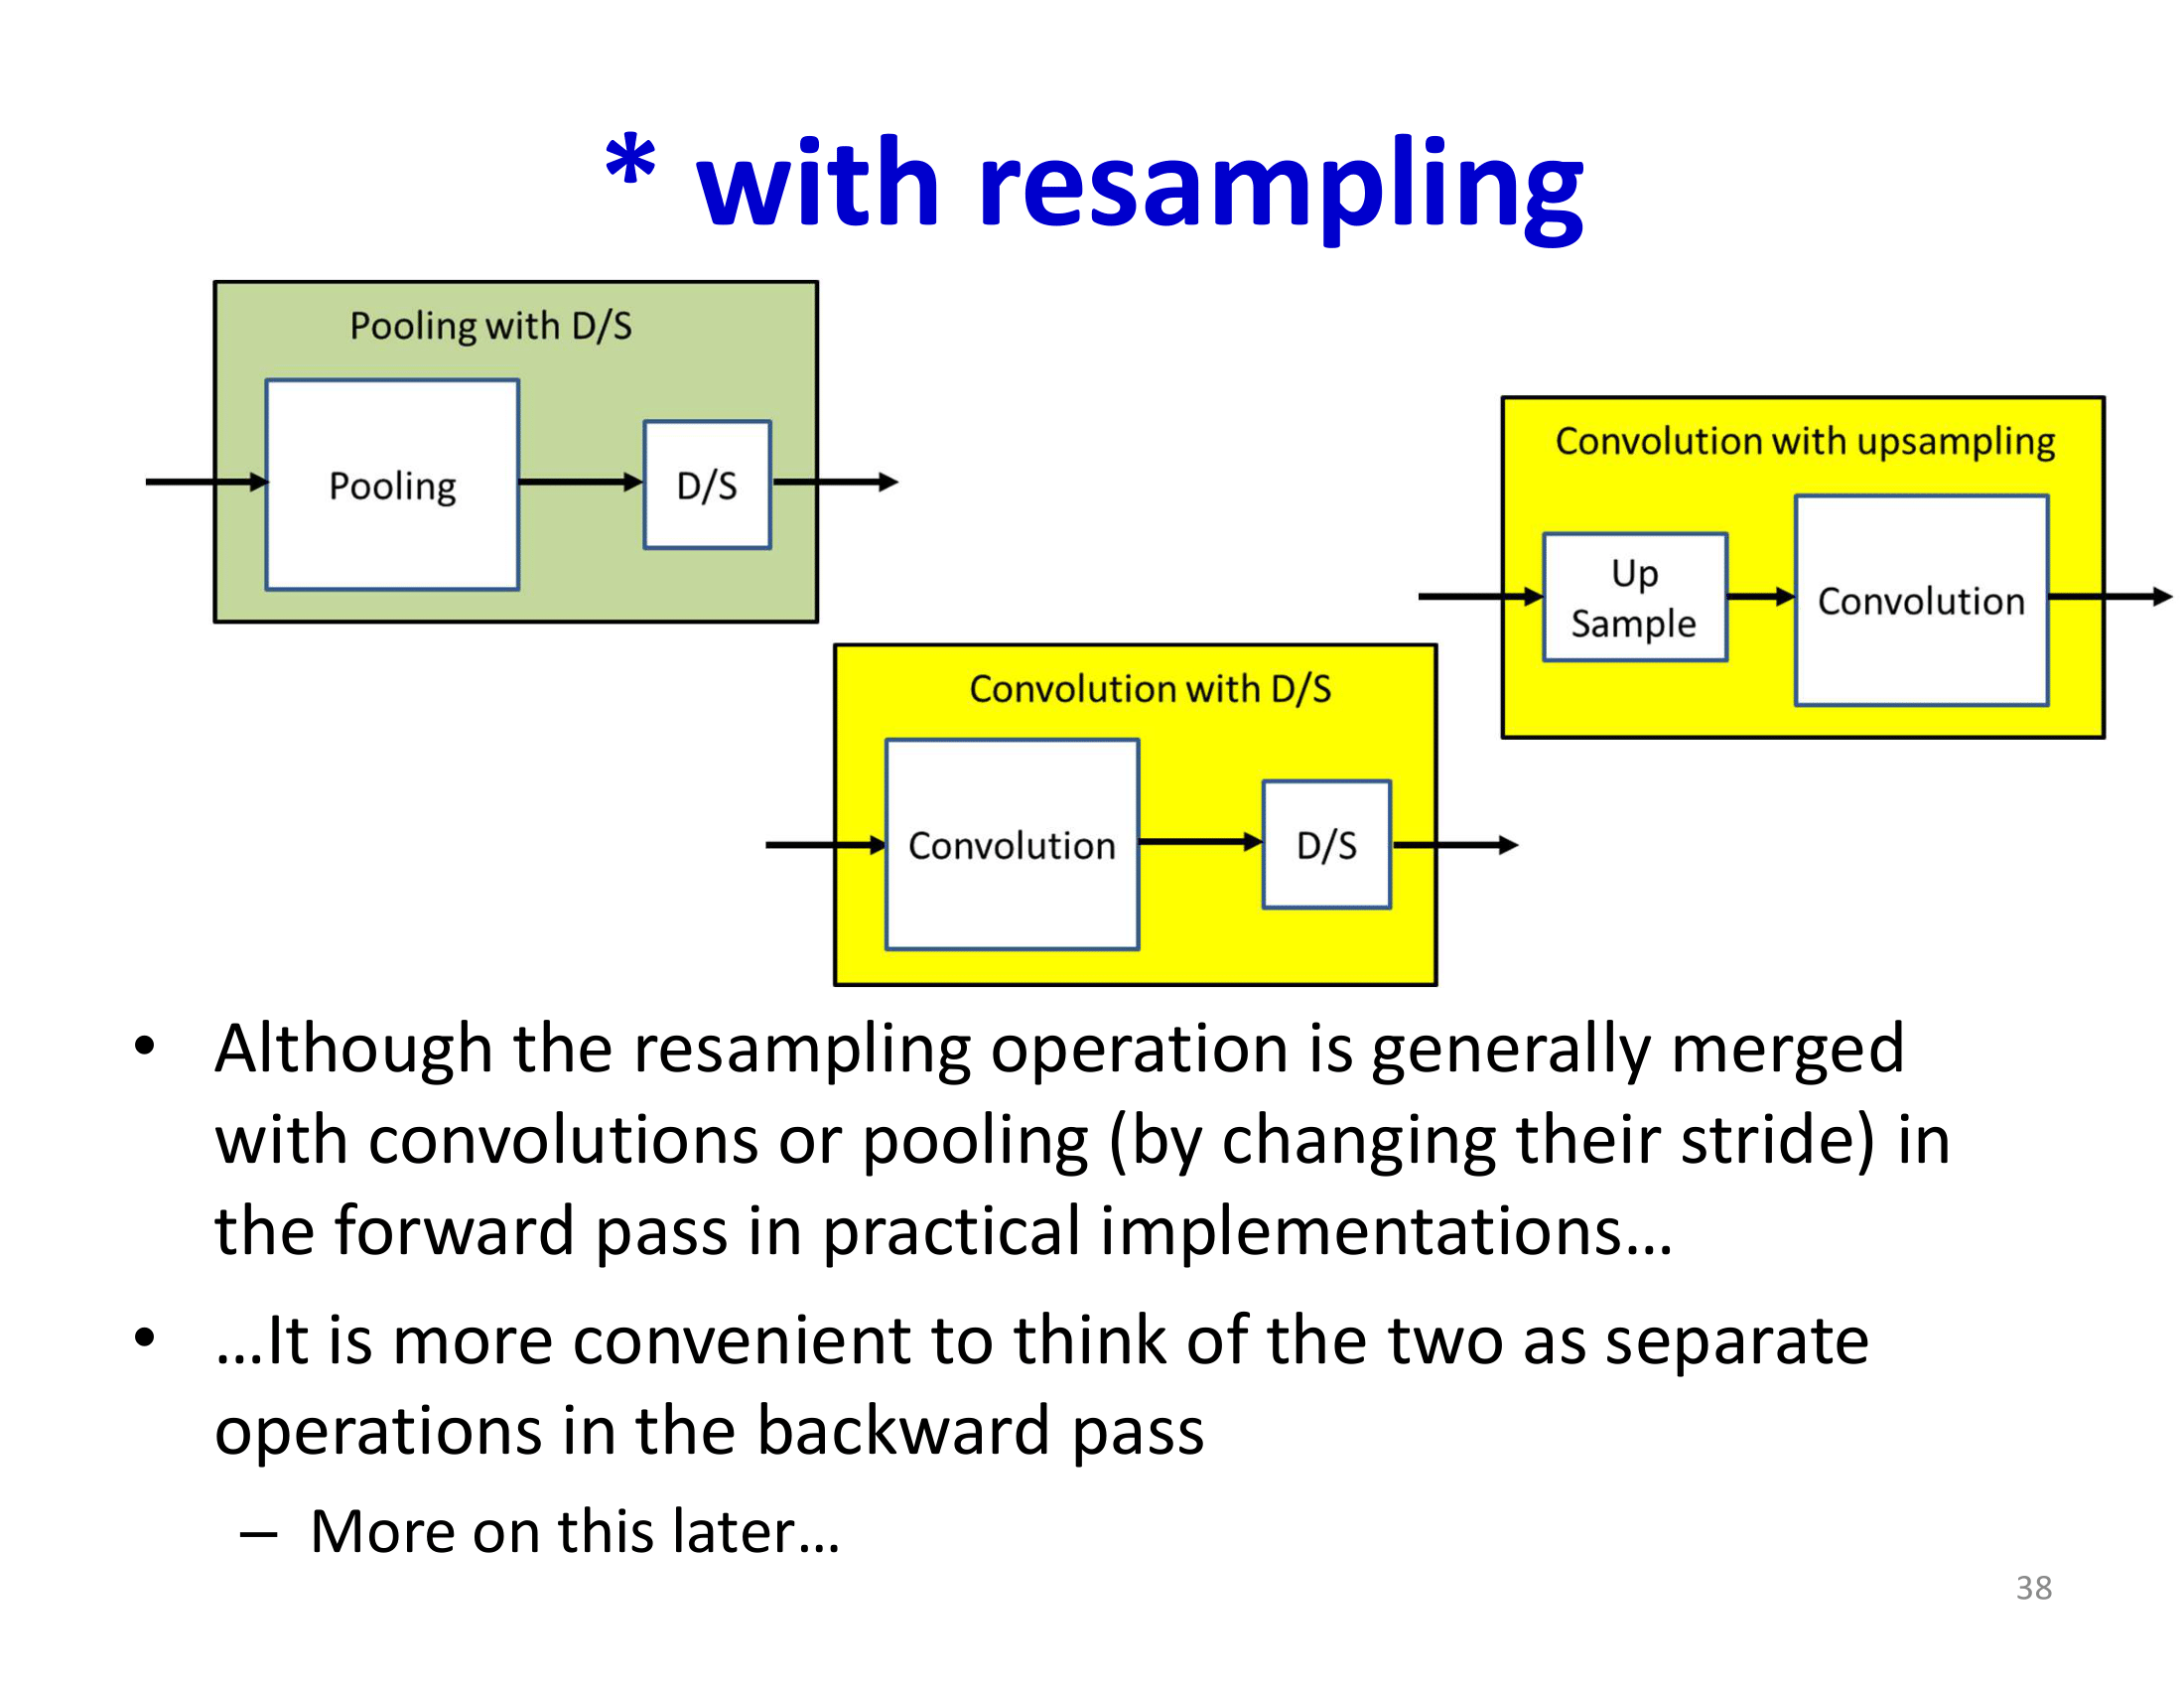 * with resampling
Pooling with D/S
Pooling
D/S
Convolution with upsampling
Up
Sample
Convolution
Convolution with D/S
Convolution
D/S
• Although the resampling operation is generally merged
with convolutions or pooling (by changing their stride) in
the forward pass in practical implementations…
• …It is more convenient to think of the two as separate
operations in the backward pass
– More on this later…
38